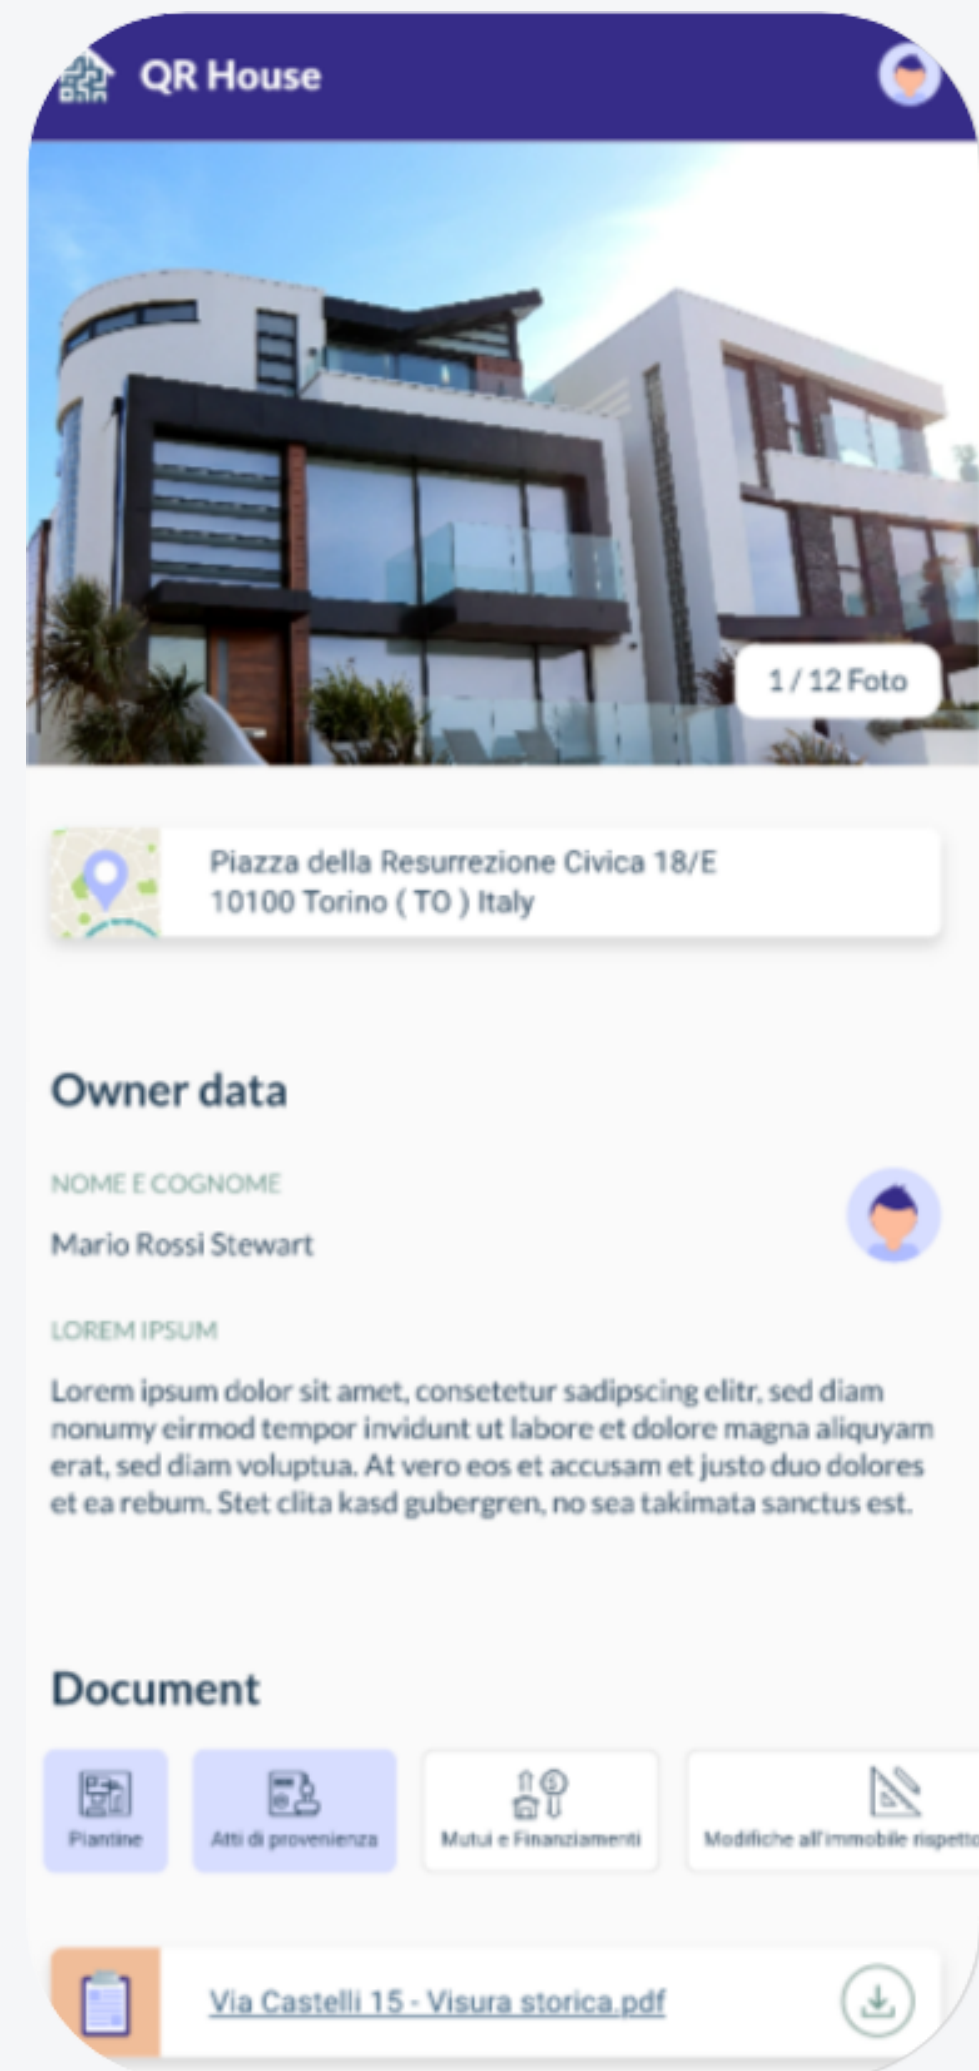 QR House
1 / 12 Foto
Piazza della Resurrezione Civica 18/E
10100 Torino ( TO ) Italy
Owner data
NOME E COGNOME
Mario Rossi Stewart
LOREM IPSUM
Lorem ipsum dolor sit amet, consetetur sadipscing elitr, sed diam
nonumy eirmod tempor invidunt ut labore et dolore magna aliquyam
erat, sed diam voluptua. At vero eos et accusam et justo duo dolores
et ea rebum. Stet clita kasd gubergren, no sea takimata sanctus est.
Document
Piantine
Atti di provenienza
Mutui e Finanziamenti
Modifiche all'immobile rispetto
Via Castelli 15 - Visura storica.pdf